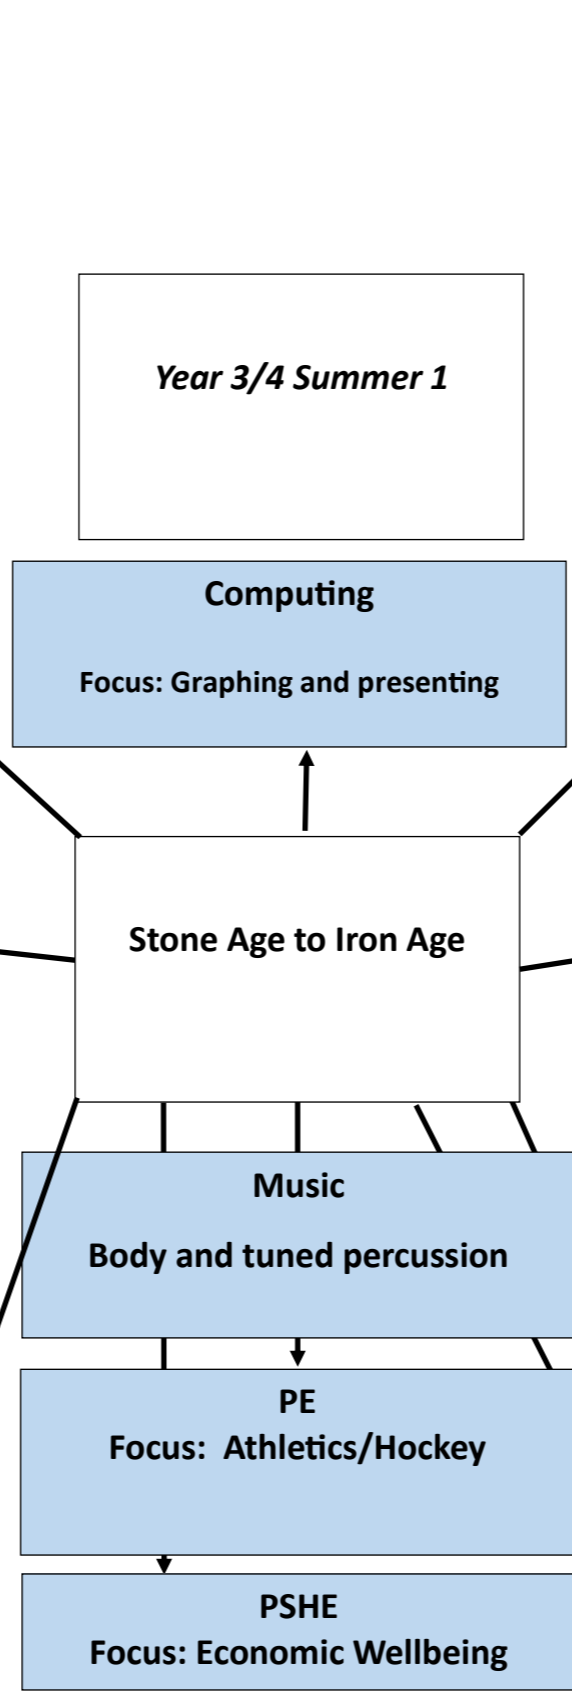 Year 3/4 Summer 1
Computing
Focus: Graphing and presenting
Stone Age to Iron Age
Music
Body and tuned percussion
PE
Focus:  Athletics/Hockey
PSHE
Focus: Economic Wellbeing